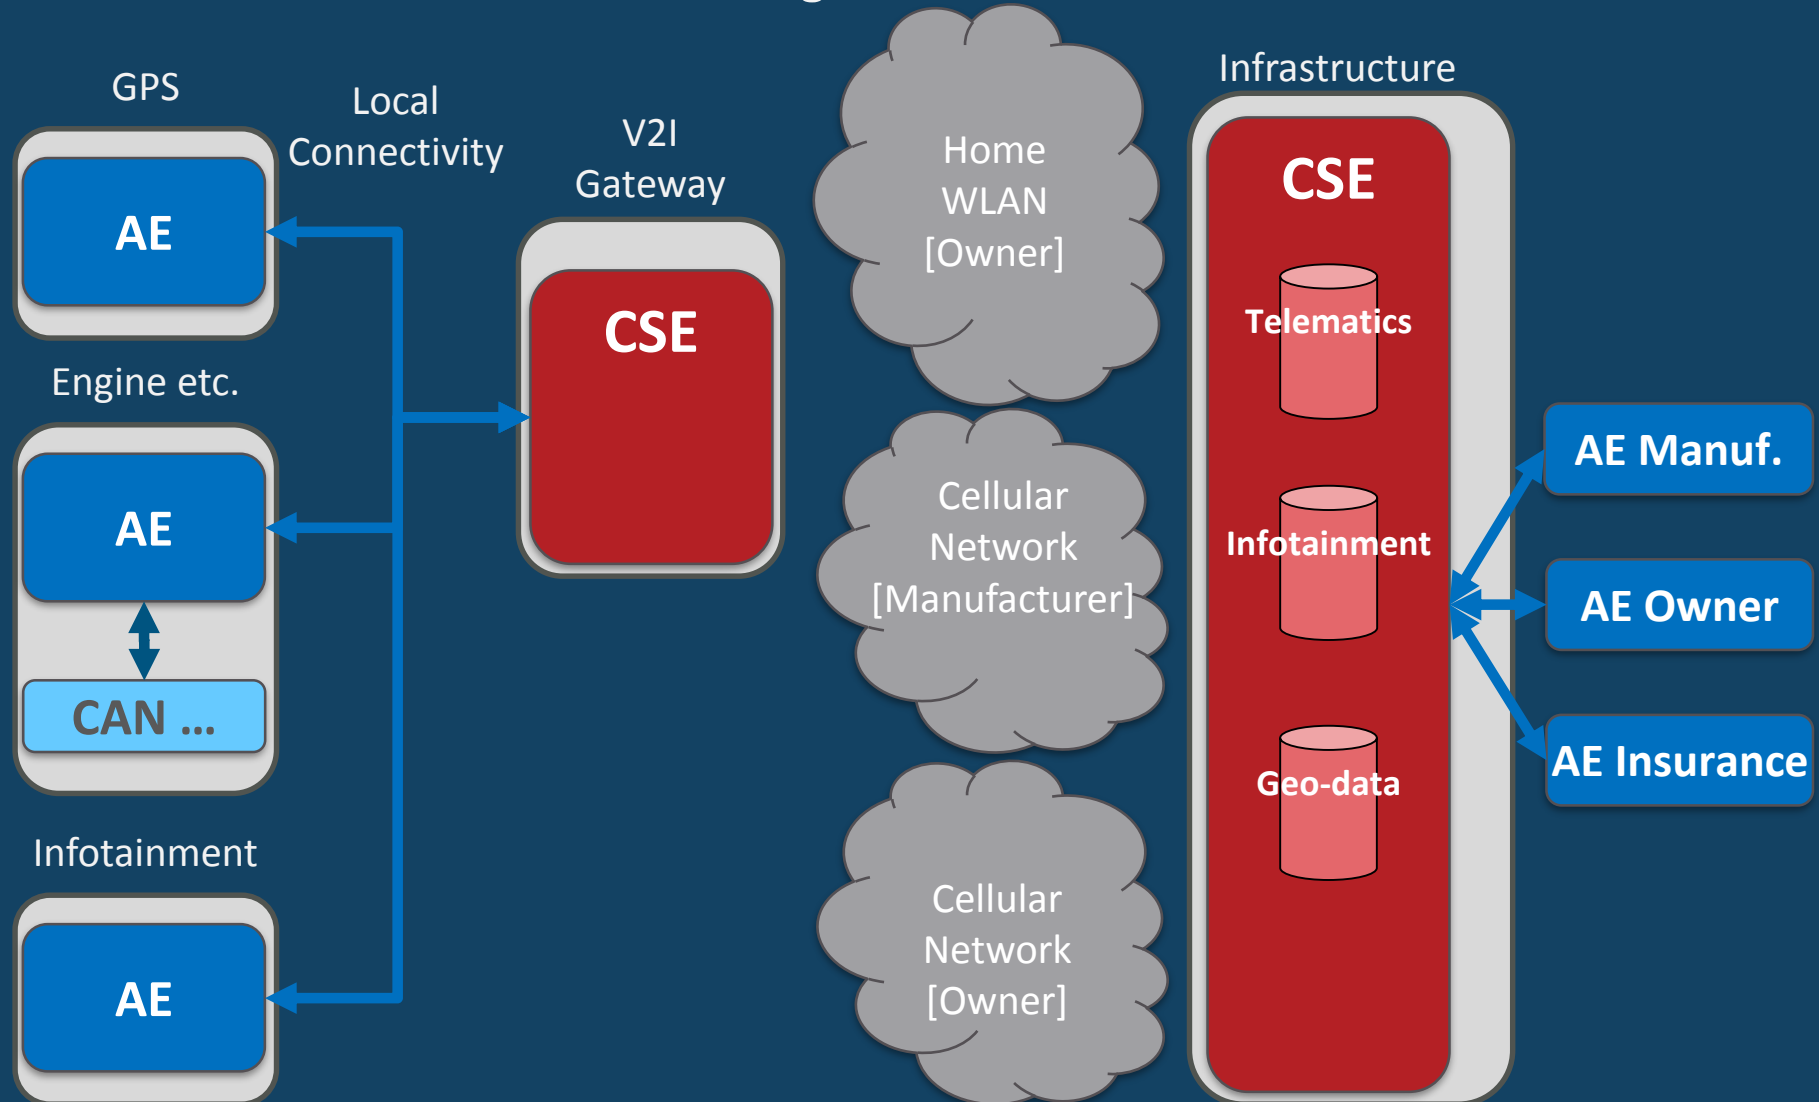 GPS
AE
Engine etc.
AE
CAN ...
Infotainment
AE
Local
Connectivity
V2I
Gateway
CSE
Home
WLAN
[Owner]
Cellular
Network
[Manufacturer]
Cellular
Network
[Owner]
Infrastructure
CSE
Telematics
Infotainment
Geo-data
AE Manuf.
AE Owner
AE Insurance